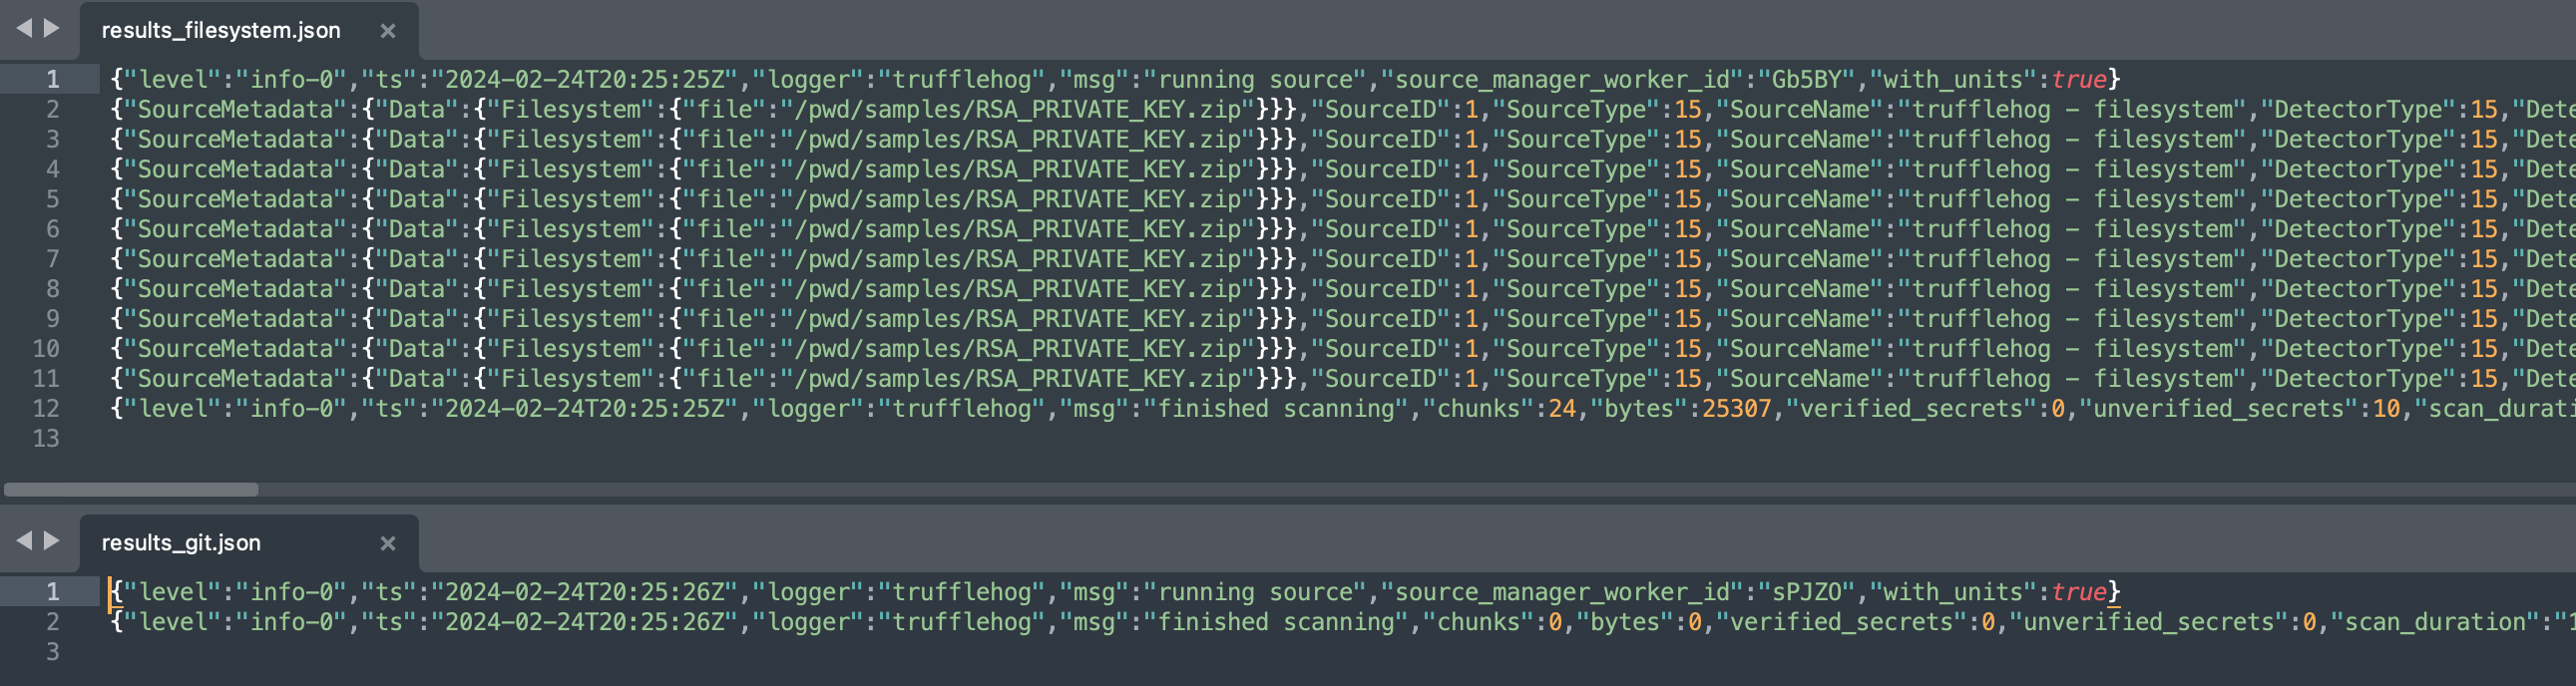 results_filesystem.json ×
1 {"level":"info-0","ts":"2024-02-24T20:25:25Z","logger":"trufflehog","msg":"running source","source_manager_worker_id":"Gb5BY","with_units":true}
2 {"SourceMetadata":{"Data":{"Filesystem":{"file":"/pwd/samples/RSA_PRIVATE_KEY.zip"}}},"SourceID":1,"SourceType":15,"SourceName":"trufflehog - filesystem","DetectorType":15,"Dete
3 {"SourceMetadata":{"Data":{"Filesystem":{"file":"/pwd/samples/RSA_PRIVATE_KEY.zip"}}},"SourceID":1,"SourceType":15,"SourceName":"trufflehog - filesystem","DetectorType":15,"Dete
4 {"SourceMetadata":{"Data":{"Filesystem":{"file":"/pwd/samples/RSA_PRIVATE_KEY.zip"}}},"SourceID":1,"SourceType":15,"SourceName":"trufflehog - filesystem","DetectorType":15,"Dete
5 {"SourceMetadata":{"Data":{"Filesystem":{"file":"/pwd/samples/RSA_PRIVATE_KEY.zip"}}},"SourceID":1,"SourceType":15,"SourceName":"trufflehog - filesystem","DetectorType":15,"Dete
6 {"SourceMetadata":{"Data":{"Filesystem":{"file":"/pwd/samples/RSA_PRIVATE_KEY.zip"}}},"SourceID":1,"SourceType":15,"SourceName":"trufflehog - filesystem","DetectorType":15,"Dete
7 {"SourceMetadata":{"Data":{"Filesystem":{"file":"/pwd/samples/RSA_PRIVATE_KEY.zip"}}},"SourceID":1,"SourceType":15,"SourceName":"trufflehog - filesystem","DetectorType":15,"Dete
8 {"SourceMetadata":{"Data":{"Filesystem":{"file":"/pwd/samples/RSA_PRIVATE_KEY.zip"}}},"SourceID":1,"SourceType":15,"SourceName":"trufflehog - filesystem","DetectorType":15,"Dete
9 {"SourceMetadata":{"Data":{"Filesystem":{"file":"/pwd/samples/RSA_PRIVATE_KEY.zip"}}},"SourceID":1,"SourceType":15,"SourceName":"trufflehog - filesystem","DetectorType":15,"Dete
10 {"SourceMetadata":{"Data":{"Filesystem":{"file":"/pwd/samples/RSA_PRIVATE_KEY.zip"}}},"SourceID":1,"SourceType":15,"SourceName":"trufflehog - filesystem","DetectorType":15,"Dete
11 {"SourceMetadata":{"Data":{"Filesystem":{"file":"/pwd/samples/RSA_PRIVATE_KEY.zip"}}},"SourceID":1,"SourceType":15,"SourceName":"trufflehog - filesystem","DetectorType":15,"Dete
12 {"level":"info-0","ts":"2024-02-24T20:25:25Z","logger":"trufflehog","msg":"finished scanning","chunks":24,"bytes":25307,"verified_secrets":0,"unverified_secrets":10,"scan_durati
13
results_git.json ×
1 {"level":"info-0","ts":"2024-02-24T20:25:26Z","logger":"trufflehog","msg":"running source","source_manager_worker_id":"sPJZO","with_units":true}
2 {"level":"info-0","ts":"2024-02-24T20:25:26Z","logger":"trufflehog","msg":"finished scanning","chunks":0,"bytes":0,"verified_secrets":0,"unverified_secrets":0,"scan_duration":"1
3